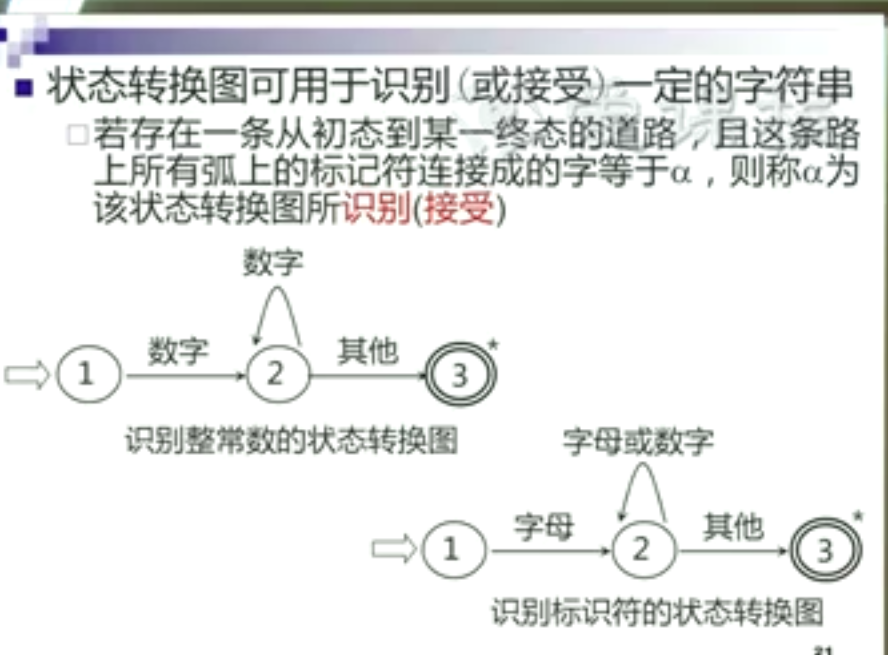 状态转换图可用于识别(或接受)一定的字符串
若存在一条从初态到某一终态的道路，且这条路
上所有弧上的标记符连接成的字等于α，则称α为
该状态转换图所识别(接受)
数字
1 数字 2 其他 3 *
识别整常数的状态转换图
字母或数字
1 字母 2 其他 3 *
识别标识符的状态转换图
21